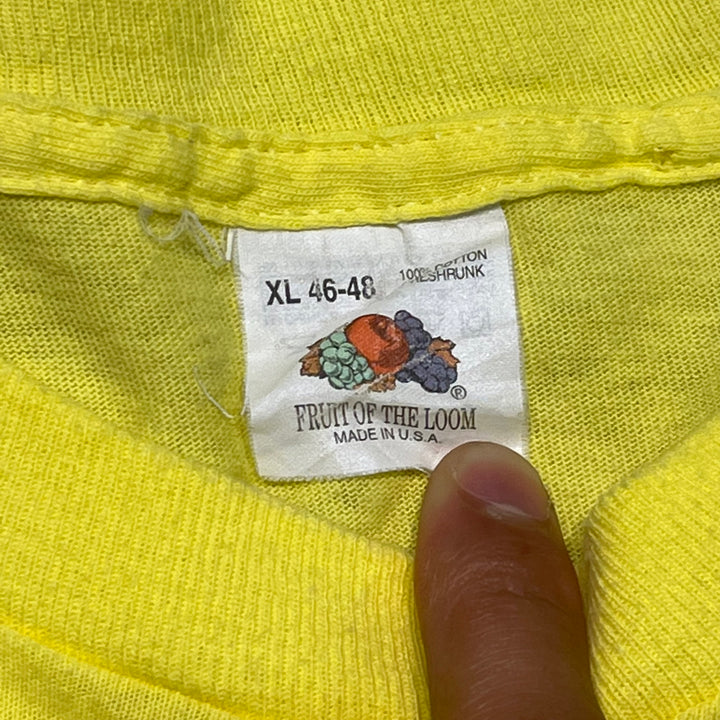 XL 46-48
100% COTTON
PRESHRUNK
®
FRUIT OF THE LOOM
MADE IN U.S.A.